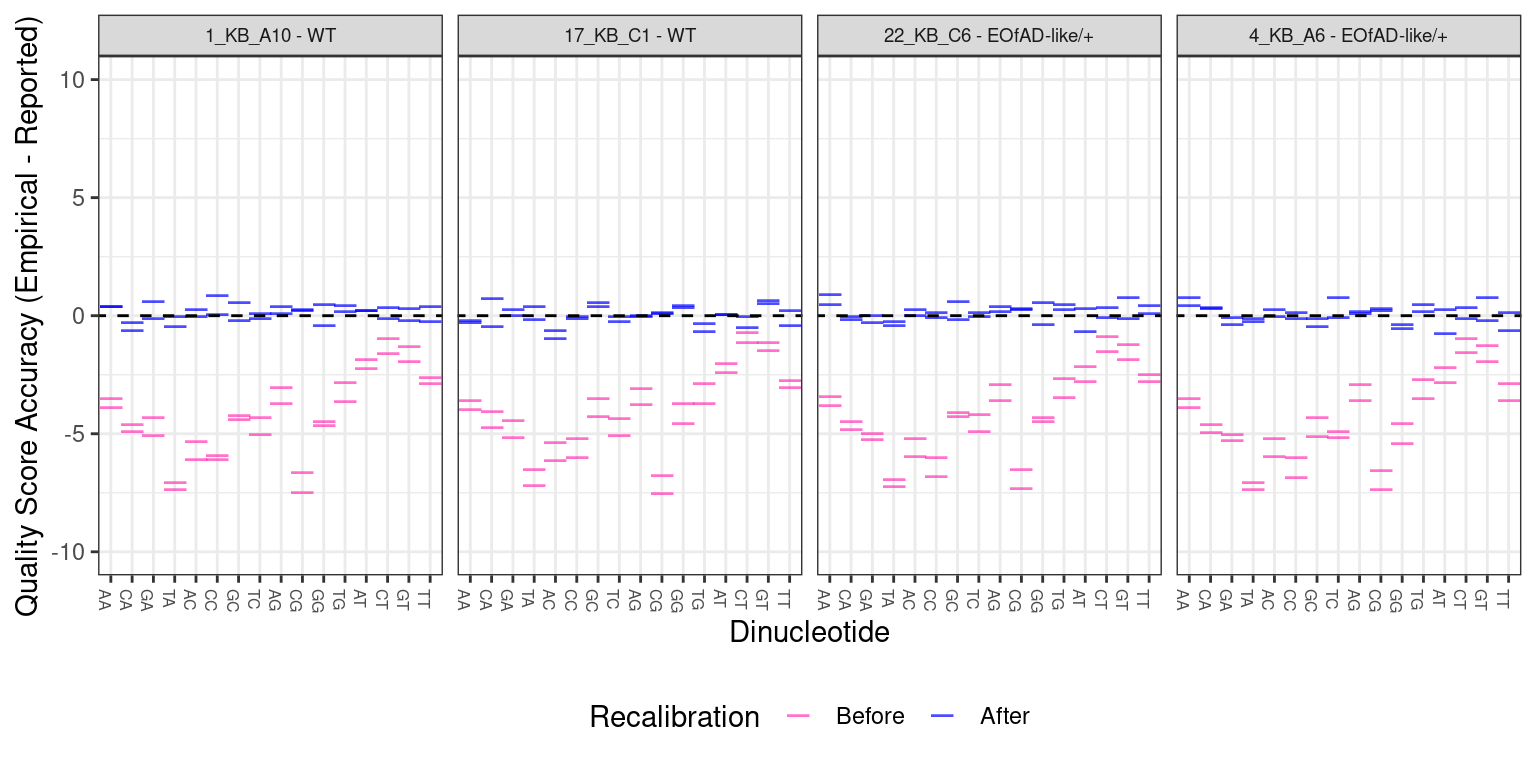 1_KB_A10 - WT
17_KB_C1 - WT
22_KB_C6 - EOfAD-like/+
4_KB_A6 - EOfAD-like/+
Quality Score Accuracy (Empirical - Reported)
10
5
0
-5
-10
AA CA GA TA AC CC GC TC AG CG GG TG AT CT GT TT
AA CA GA TA AC CC GC TC AG CG GG TG AT CT GT TT
AA CA GA TA AC CC GC TC AG CG GG TG AT CT GT TT
AA CA GA TA AC CC GC TC AG CG GG TG AT CT GT TT
Dinucleotide
Recalibration Before After